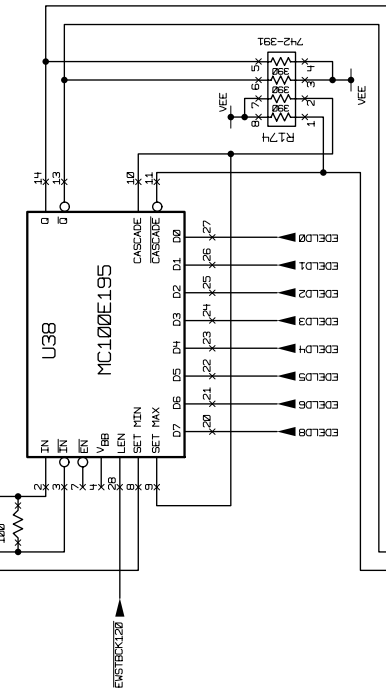 742-391
5
6
7
8
390
390
390
4
3
2
1
VEE
VEE
R174
14
13
10
11
Q
Q
CASCADE
CASCADE
U38
MC100E195
D0
27
EDELD0
D1
26
EDELD1
D2
25
EDELD2
D3
24
EDELD3
D4
23
EDELD4
D5
22
EDELD5
D6
21
EDELD6
D7
20
EDELD8
IN
IN
EN
VBB
LEN
SET MIN
SET MAX
2
3
7
4
28
8
9
100
EWSTBCK120